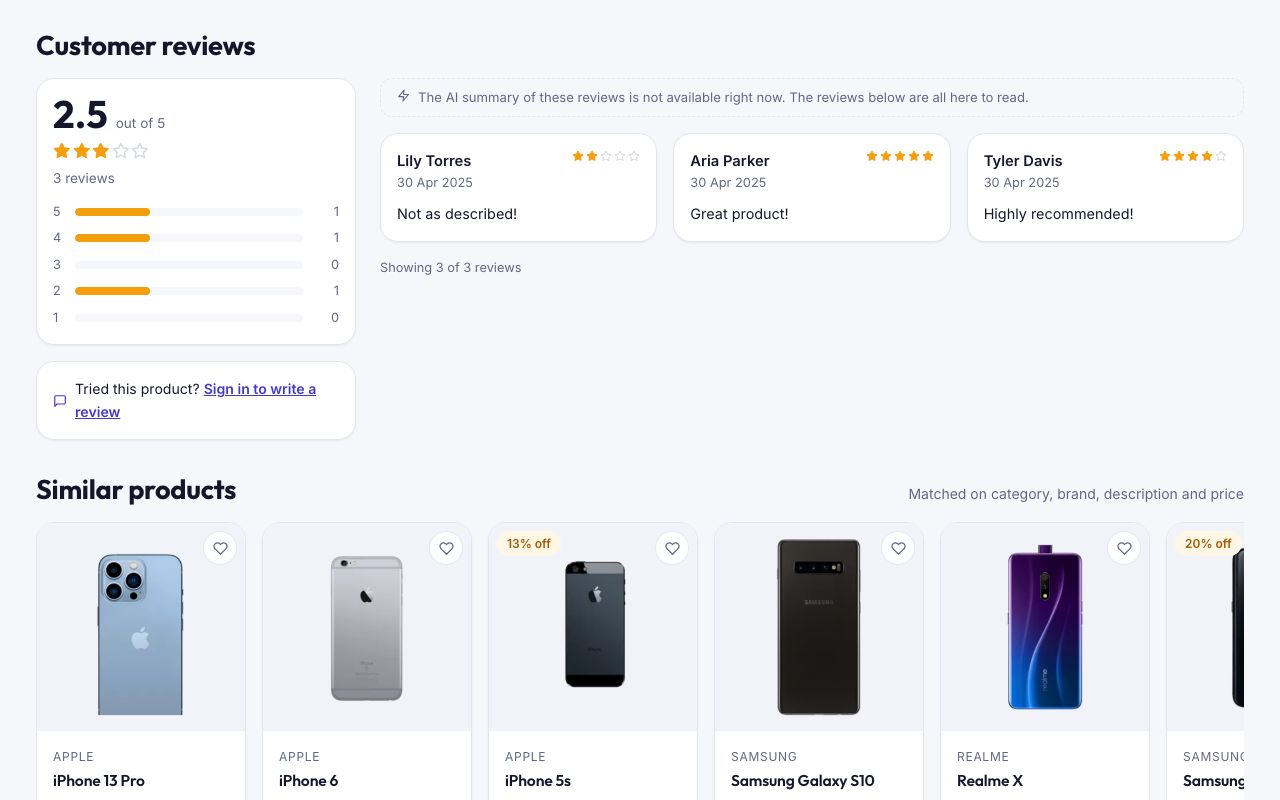 Customer reviews
2.5 out of 5
3 reviews
5 1
4 1
3 0
2 1
1 0
Tried this product? Sign in to write a
review
The AI summary of these reviews is not available right now. The reviews below are all here to read.
Lily Torres
30 Apr 2025
Not as described!
Aria Parker
30 Apr 2025
Great product!
Tyler Davis
30 Apr 2025
Highly recommended!
Showing 3 of 3 reviews
Similar products
Matched on category, brand, description and price
APPLE
iPhone 13 Pro
APPLE
iPhone 6
13% off
APPLE
iPhone 5s
SAMSUNG
SAMSUNG
Samsung Galaxy S10
realme
REALME
Realme X
20% off
SAMSUNG
Samsung